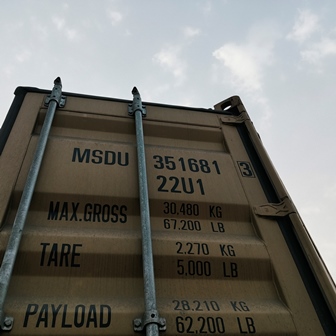 MSDU 351681 3
22U1
MAX.GROSS 30,480 KG
67,200 LB
TARE 2,270 KG
5,000 LB
PAYLOAD 28,210 KG
62,200 LB